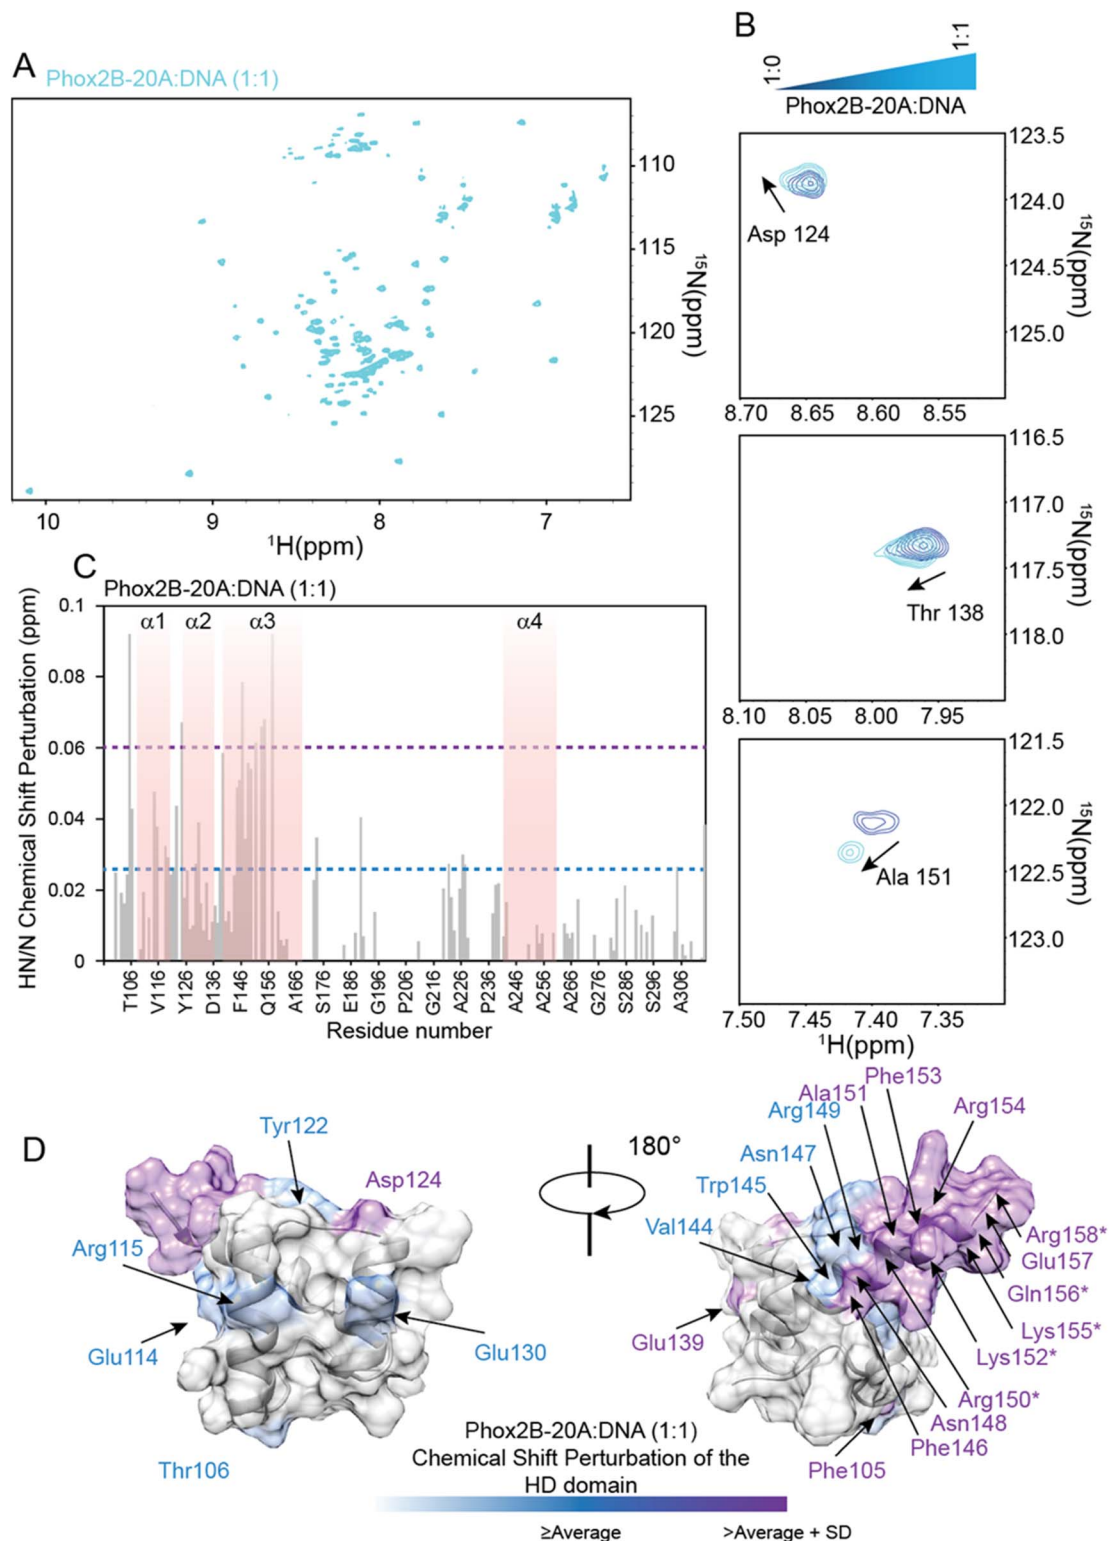 A
Phox2B-20A:DNA (1:1)
110
115
120
125
15N(ppm)
10 9 8 7
1H(ppm)
B
1:0
1:1
Phox2B-20A:DNA
123.5
124.0
124.5
125.0
15N(ppm)
Asp 124
8.70 8.65 8.60 8.55
116.5
117.0
117.5
118.0
15N(ppm)
Thr 138
8.10 8.05 8.00 7.95
121.5
122.0
122.5
123.0
15N(ppm)
Ala 151
7.50 7.45 7.40 7.35
1H(ppm)
C
Phox2B-20A:DNA (1:1)
HN/N Chemical Shift Perturbation (ppm)
0.1
0.08
0.06
0.04
0.02
0
α1 α2 α3 α4
T106 V116 Y126 D136 F146 Q156 A166 S176 E186 G196 P206 G216 A226 P236 A246 A256 A266 G276 S286 S296 A306
Residue number
D
Tyr122
Asp124
Arg115
Glu114
Glu130
Thr106
180°
Phe153
Ala151
Arg154
Arg149
Asn147
Trp145
Val144
Arg158*
Glu157
Gln156*
Glu139
Lys155*
Lys152*
Arg150*
Asn148
Phe146
Phe105
Phox2B-20A:DNA (1:1)
Chemical Shift Perturbation of the
HD domain
≥Average >Average + SD